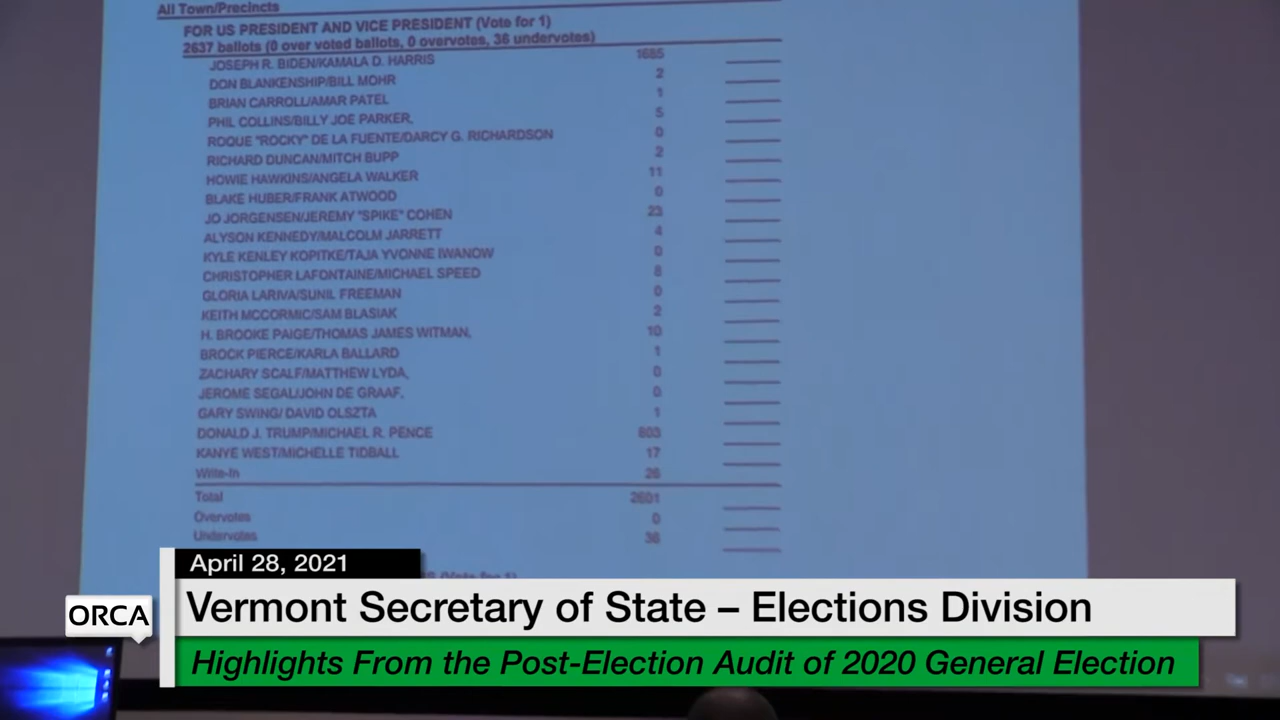 All Town/Precincts
FOR US PRESIDENT AND VICE PRESIDENT (Vote for 1)
2637 ballots (0 over voted ballots, 0 overvotes, 36 undervotes)
JOSEPH R. BIDEN/KAMALA D. HARRIS 1685
DON BLANKENSHIP/BILL MOHR 2
BRIAN CARROLL/AMAR PATEL 1
PHIL COLLINS/BILLY JOE PARKER, 5
ROQUE "ROCKY" DE LA FUENTE/DARCY G. RICHARDSON 0
RICHARD DUNCAN/MITCH BUPP 2
HOWIE HAWKINS/ANGELA WALKER 11
BLAKE HUBER/FRANK ATWOOD 0
JO JORGENSEN/JEREMY "SPIKE" COHEN 23
ALYSON KENNEDY/MALCOLM JARRETT 4
KYLE KENLEY KOPITKE/TAJA YVONNE IWANOW 0
CHRISTOPHER LAFONTAINE/MICHAEL SPEED 8
GLORIA LARIVA/SUNIL FREEMAN 0
KEITH MCCORMIC/SAM BLASIAK 2
H. BROOKE PAIGE/THOMAS JAMES WITMAN, 10
BROCK PIERCE/KARLA BALLARD 1
ZACHARY SCALF/MATTHEW LYDA, 0
JEROME SEGAL/JOHN DE GRAAF, 0
GARY SWING/ DAVID OLSZTA 1
DONALD J. TRUMP/MICHAEL R. PENCE 803
KANYE WEST/MICHELLE TIDBALL 17
Write-In 26
Total 2601
Overvotes 0
Undervotes 36
(Vote for 1)
April 28, 2021
ORCA
Vermont Secretary of State – Elections Division
Highlights From the Post-Election Audit of 2020 General Election